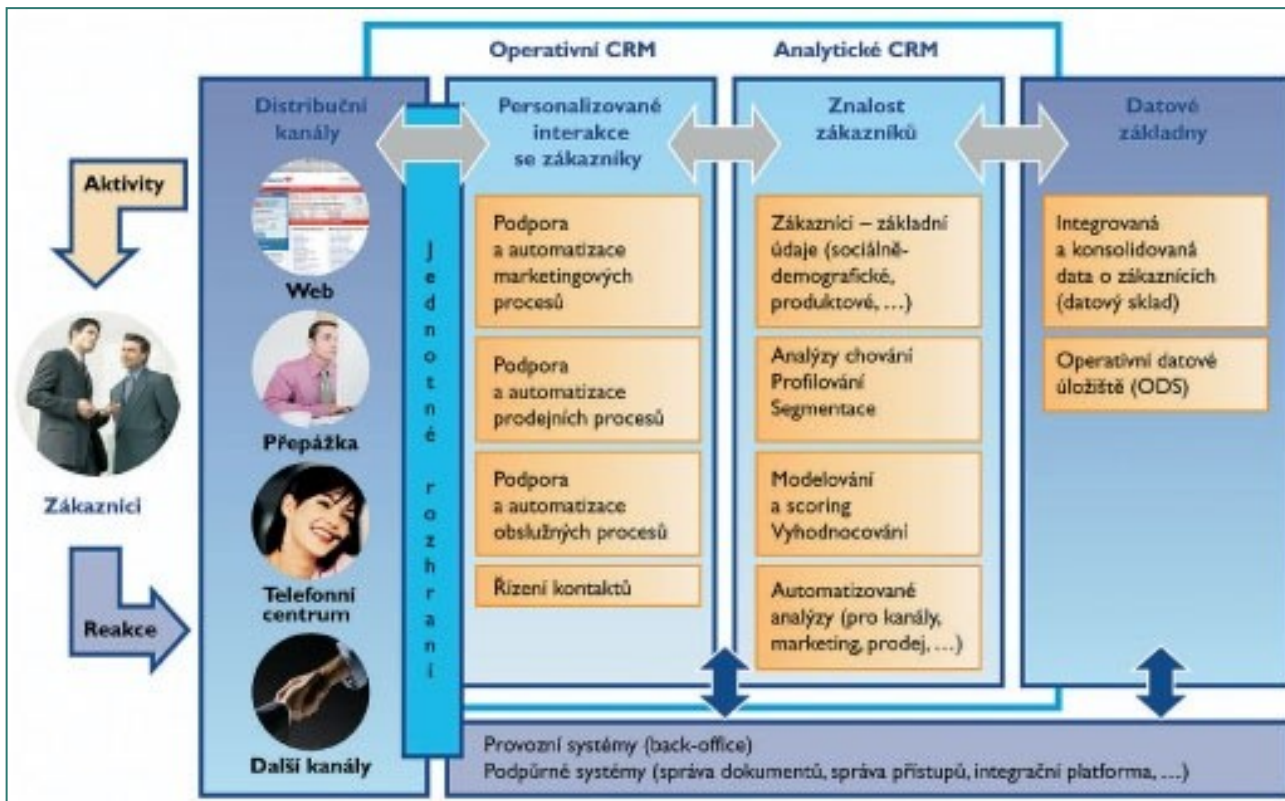 Operativní CRM
Analytické CRM
Distribuční
kanály
Personalizované
interakce
se zákazníky
Znalost
zákazníků
Datové
základny
Aktivity
Zákazníci
Reakce
Web
Přepážka
Telefonní
centrum
Další kanály
Jednotné rozhraní
Podpora
a automatizace
marketingových
procesů
Podpora
a automatizace
prodejních procesů
Podpora
a automatizace
obslužných procesů
Řízení kontaktů
Zákazníci – základní
údaje (sociálně-
demografické,
produktové, …)
Analýzy chování
Profilování
Segmentace
Modelování
a scoring
Vyhodnocování
Automatizované
analýzy (pro kanály,
marketing, prodej, …)
Integrovaná
a konsolidovaná
data o zákaznících
(datový sklad)
Operativní datové
úložiště (ODS)
Provozní systémy (back-office)
Podpůrné systémy (správa dokumentů, správa přístupů, integrační platforma, …)